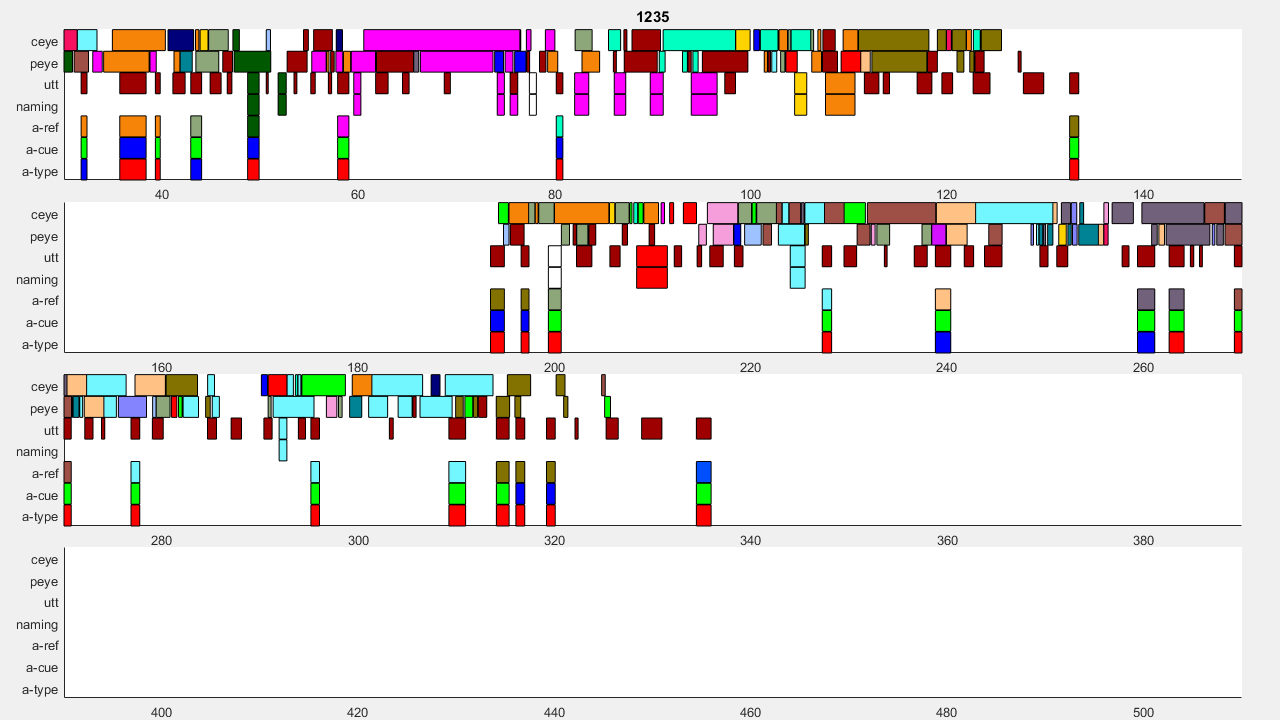 1235
ceye
peye
utt
naming
a-ref
a-cue
a-type
40 60 80 100 120 140
ceye
peye
utt
naming
a-ref
a-cue
a-type
160 180 200 220 240 260
ceye
peye
utt
naming
a-ref
a-cue
a-type
280 300 320 340 360 380
ceye
peye
utt
naming
a-ref
a-cue
a-type
400 420 440 460 480 500